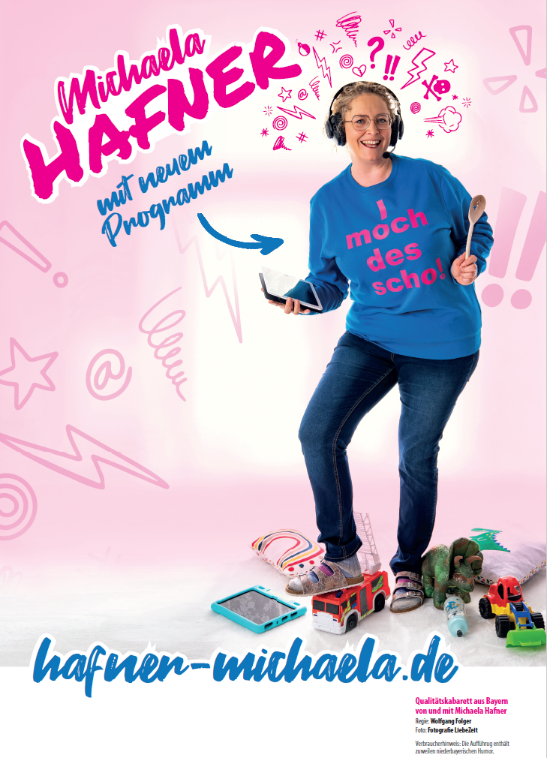 Michaela
HAFNER
mit neuem
Programm
I
moch
des
scho!
hafner-michaela.de
Qualitätskabarett aus Bayern
von und mit Michaela Hafner
Regie: Wolfgang Folger
Foto: Fotografie LiebeZeit
Verbraucherhinweis: Die Aufführung enthält
zuweilen niederbayerischen Humor.